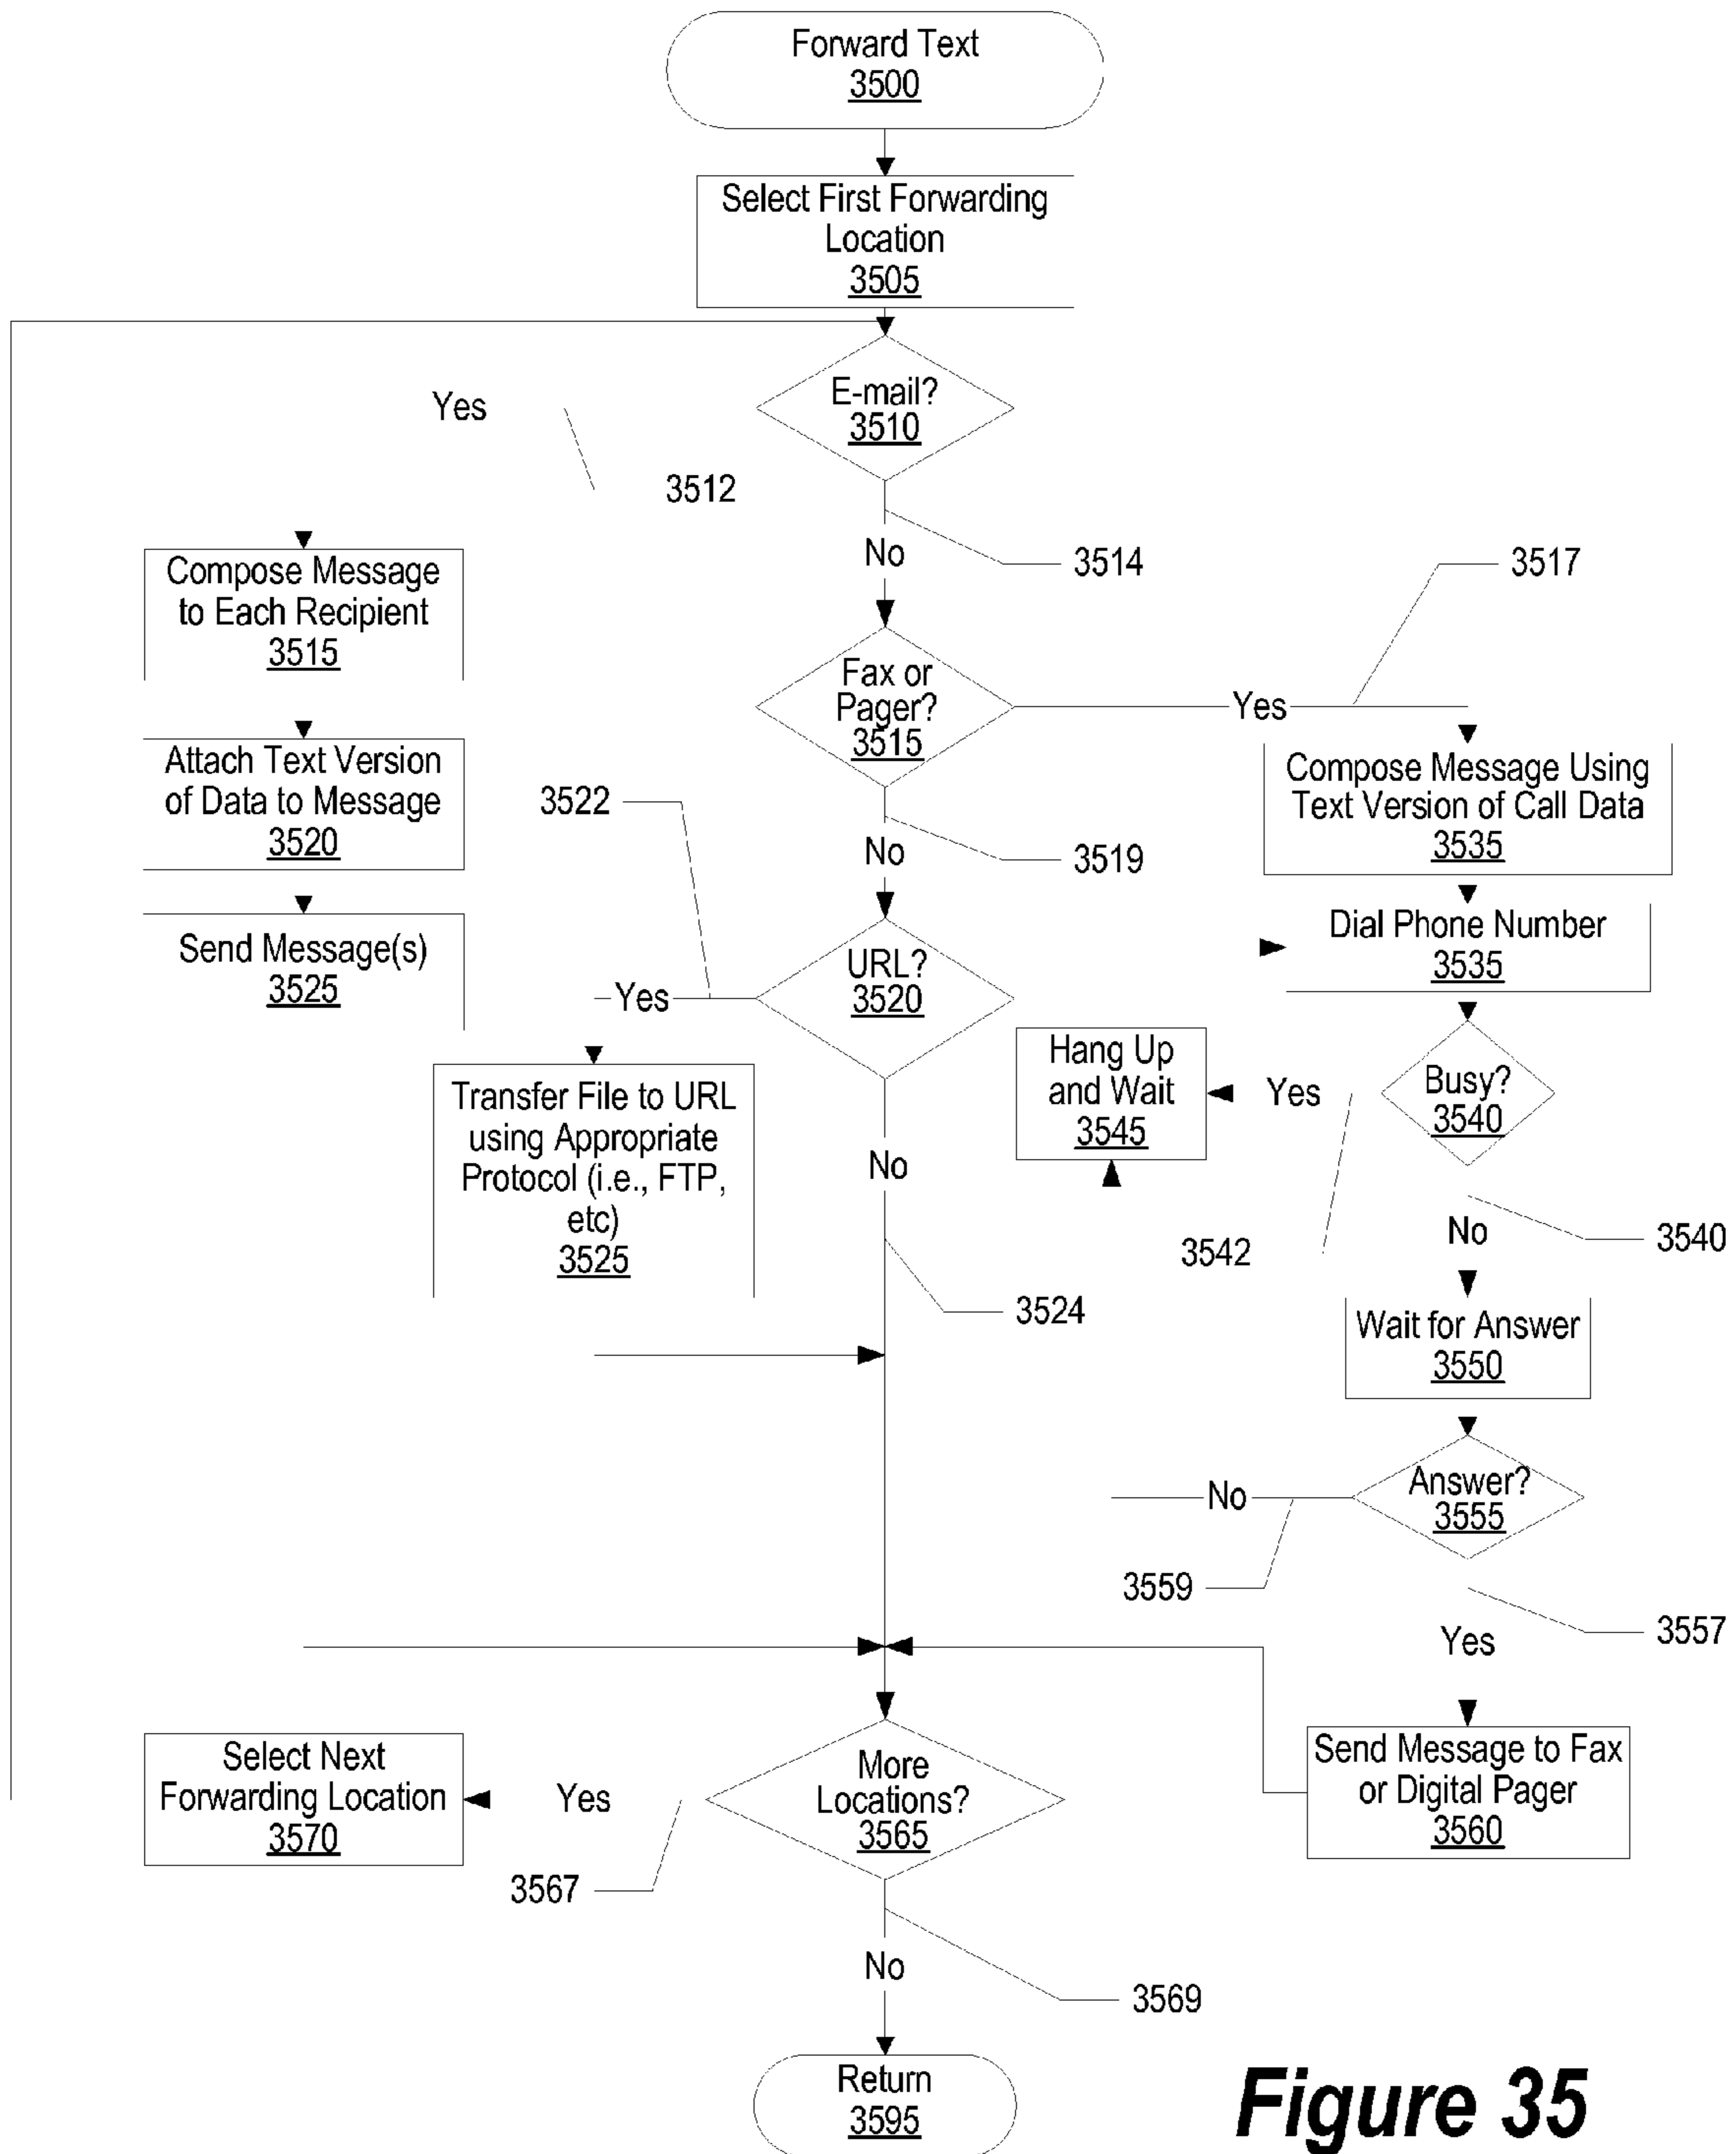 Forward Text
3500
Select First Forwarding
Location
3505
E-mail?
3510
Yes
3512
No
3514
3517
Compose Message
to Each Recipient
3515
Fax or
Pager?
3515
Yes
Attach Text Version
of Data to Message
3520
3522
No
3519
Compose Message Using
Text Version of Call Data
3535
Send Message(s)
3525
Dial Phone Number
3535
URL?
3520
Yes
Hang Up
and Wait
3545
Yes
Busy?
3540
Transfer File to URL
using Appropriate
Protocol (i.e., FTP,
etc)
3525
No
3542
No
3540
3524
Wait for Answer
3550
Answer?
3555
No
3559
3557
Yes
Select Next
Forwarding Location
3570
Yes
More
Locations?
3565
Send Message to Fax
or Digital Pager
3560
3567
No
3569
Return
3595
Figure 35